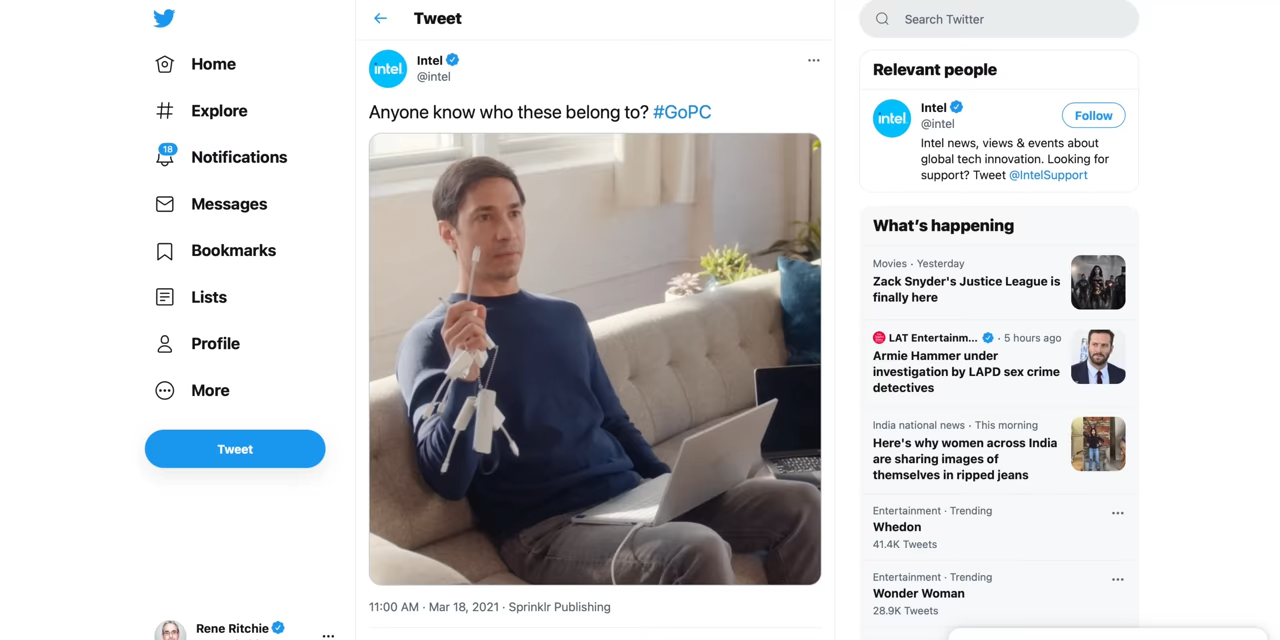 Home
Explore
18
Notifications
Messages
Bookmarks
Lists
Profile
More
Tweet
Rene Ritchie
Tweet
intel
Intel
@intel
Anyone know who these belong to? #GoPC
11:00 AM · Mar 18, 2021 · Sprinklr Publishing
Search Twitter
Relevant people
intel
Intel
@intel
Follow
Intel news, views & events about
global tech innovation. Looking for
support? Tweet @IntelSupport
What's happening
Movies · Yesterday
Zack Snyder's Justice League is
finally here
LAT Entertainm... · 5 hours ago
Armie Hammer under
investigation by LAPD sex crime
detectives
India national news · This morning
Here's why women across India
are sharing images of
themselves in ripped jeans
Entertainment · Trending
Whedon
41.4K Tweets
Entertainment · Trending
Wonder Woman
28.9K Tweets